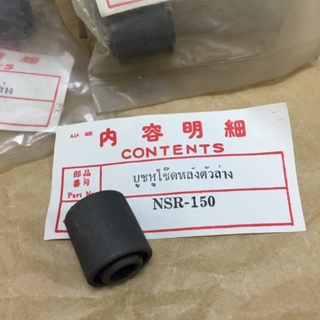 內容明細
CONTENTS
部品
番号
Part No
บูชหูโช๊คหลังตัวล่าง
NSR-150